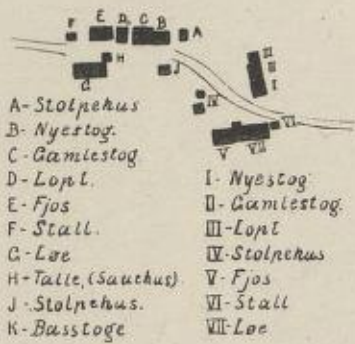 F E D C B A
H
G J
II
II
I
IV
VI
V VII
A-Stolpehus
B-Nyestog.
C-Gamlestog.
D-Lopt.
E-Fjos
F-Stall.
G-Løe
H-Talle, (Sauehus)
J-Stolpehus.
K-Basstoge
I-Nyestog
II-Gamlestog.
III-Lopt
IV-Stolpehus
V-Fjos
VI-Stall
VII-Løe